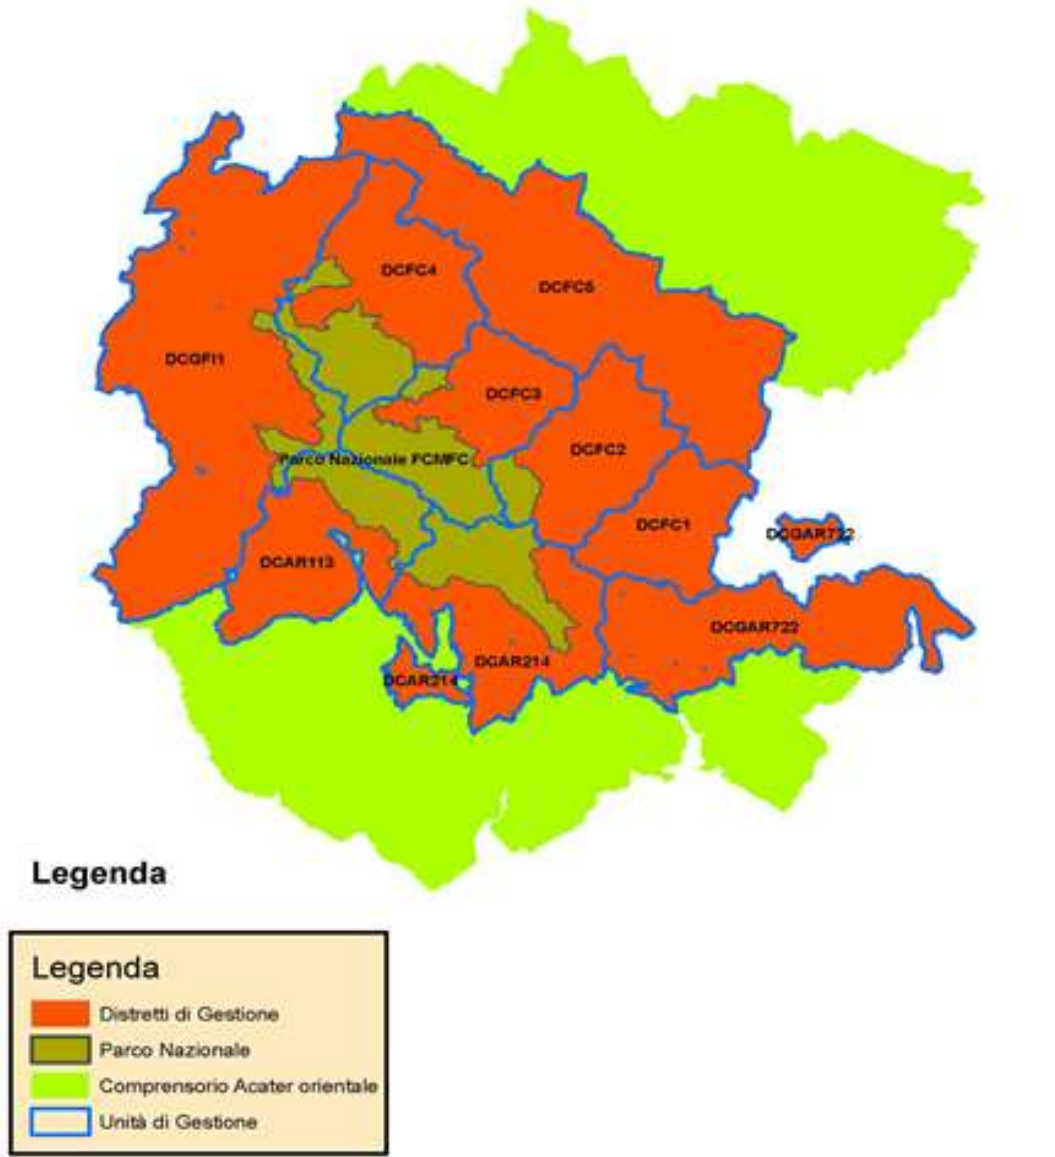 DCFC4
DCFC5
DCGFI1
DCFC3
DCFC2
Parco Nazionale FCMFC
DCFC1
DCGAR722
DCAR113
DCGAR722
DCAR214
DCAR214
Legenda
Legenda
Distretti di Gestione
Parco Nazionale
Comprensorio Acater orientale
Unità di Gestione